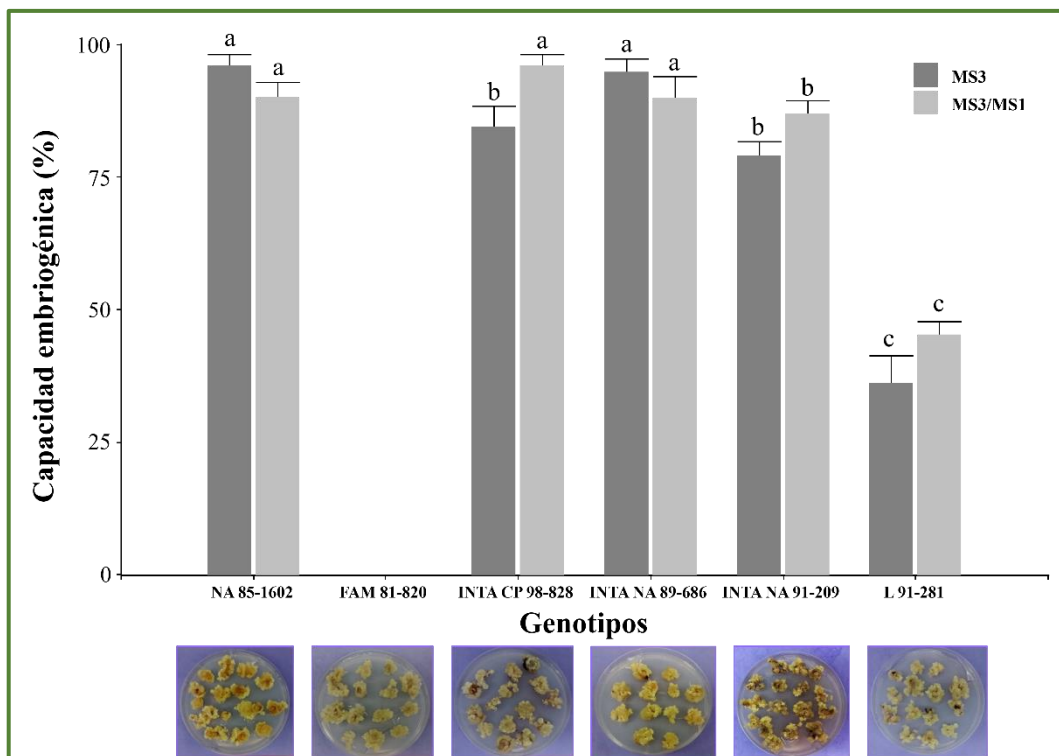 Capacidad embriogénica (%)
100
75
50
25
0
a
a
b
a
a
a
b
b
c
c
MS3
MS3/MS1
NA 85-1602
FAM 81-820
INTA CP 98-828
INTA NA 89-686
INTA NA 91-209
L 91-281
Genotipos